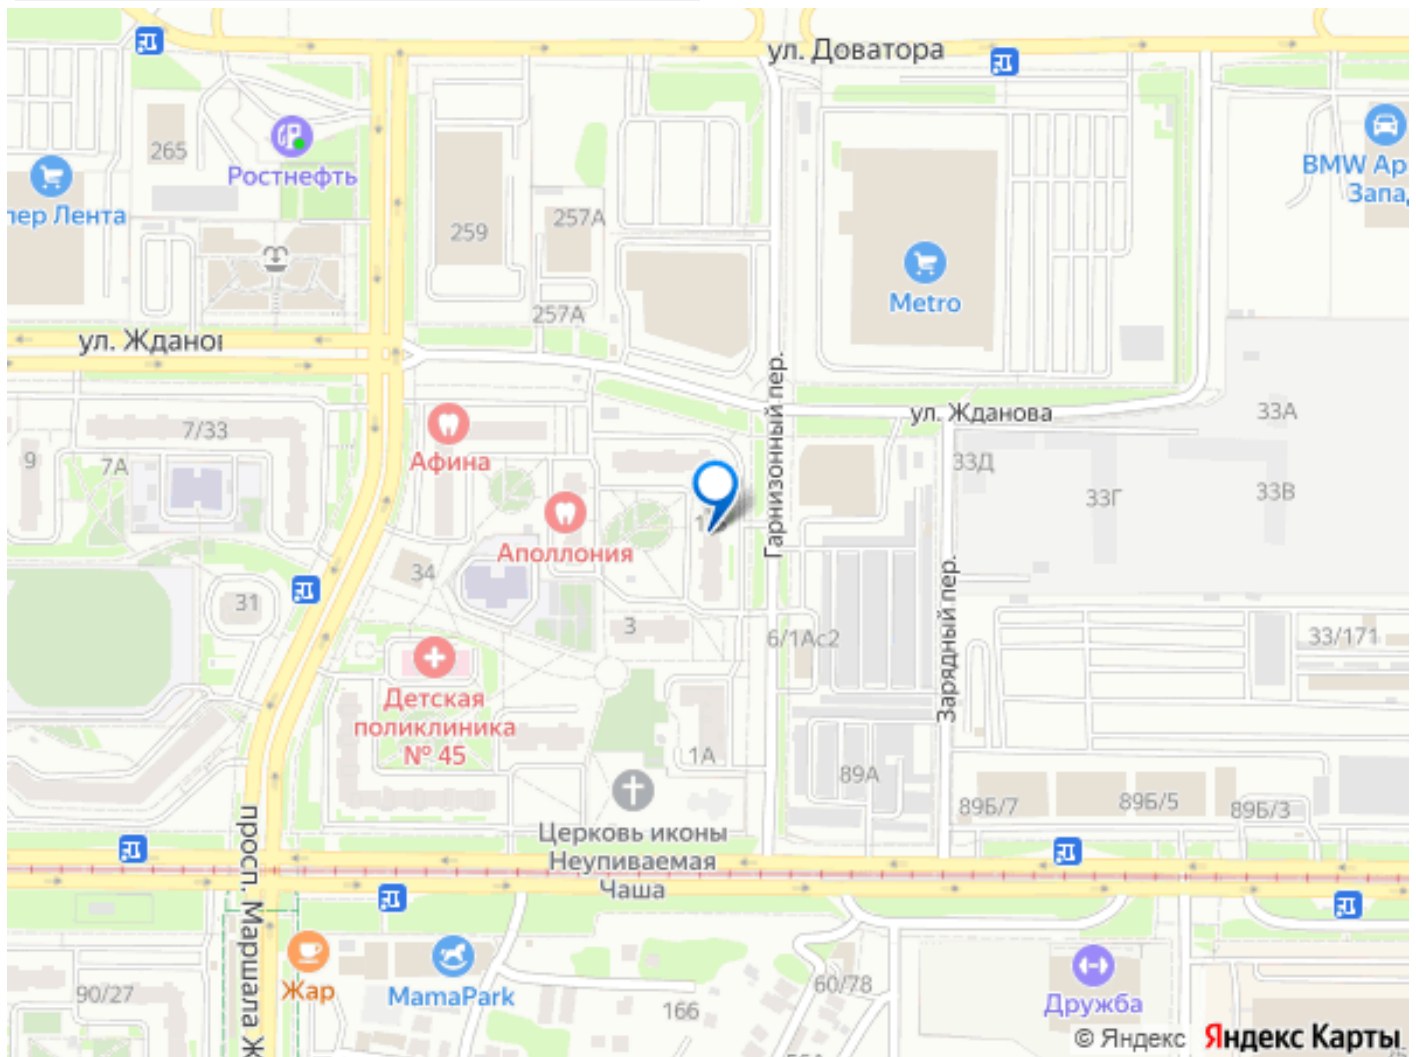 ул. Доватора
265
Ростнефть
BMW Ар
Запад
пер Лента
259
257А
Metro
257А
ул. Жданов
Гарнизонный пер.
ул. Жданова
33А
7/33
9
7А
Афина
33Д
33Г
33В
Аполлония
34
31
3
6/1Ас2
Зарядный пер.
33/171
Детская
поликлиника
№ 45
1А
89А
89Б/7
89Б/5
89Б/3
Церковь иконы
Неупиваемая
Чаша
просп. Маршала Ж
90/27
Жар
MamaPark
166
60/78
Дружба
© Яндекс Яндекс Карты